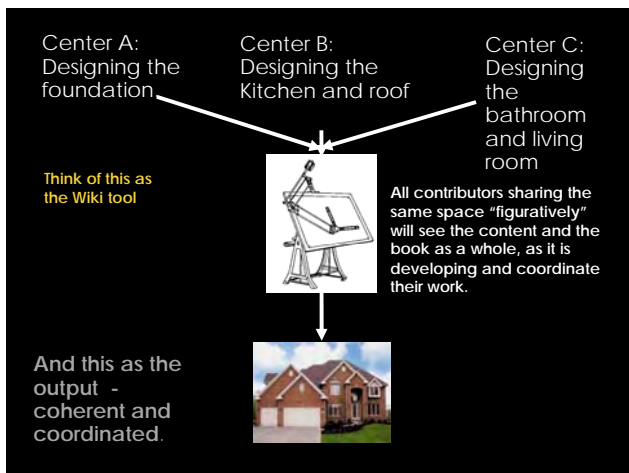 Center A:
Designing the
foundation
Center B:
Designing the
Kitchen and roof
Center C:
Designing
the
bathroom
and living
room
Think of this as
the Wiki tool
All contributors sharing the
same space “figuratively”
will see the content and the
book as a whole, as it is
developing and coordinate
their work.
And this as the
output -
coherent and
coordinated.